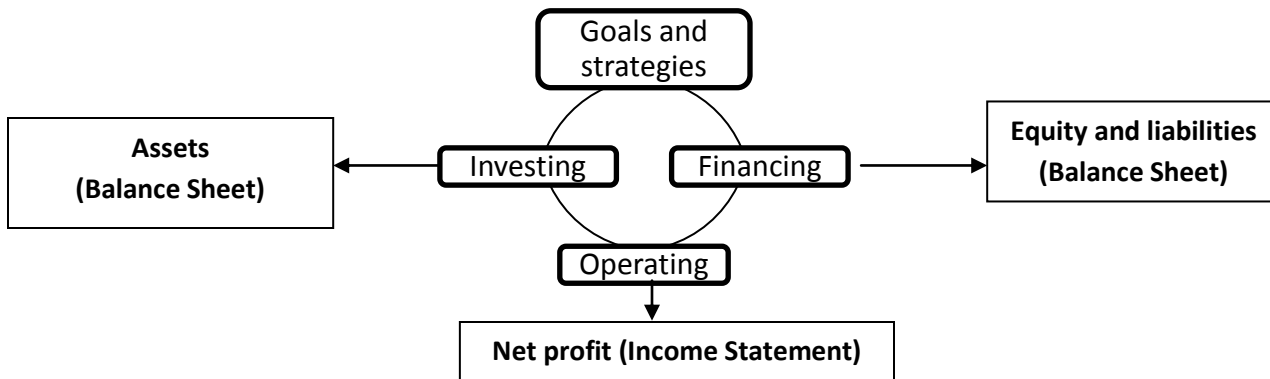 Goals and
strategies
Assets
(Balance Sheet)
Investing
Financing
Equity and liabilities
(Balance Sheet)
Operating
Net profit (Income Statement)